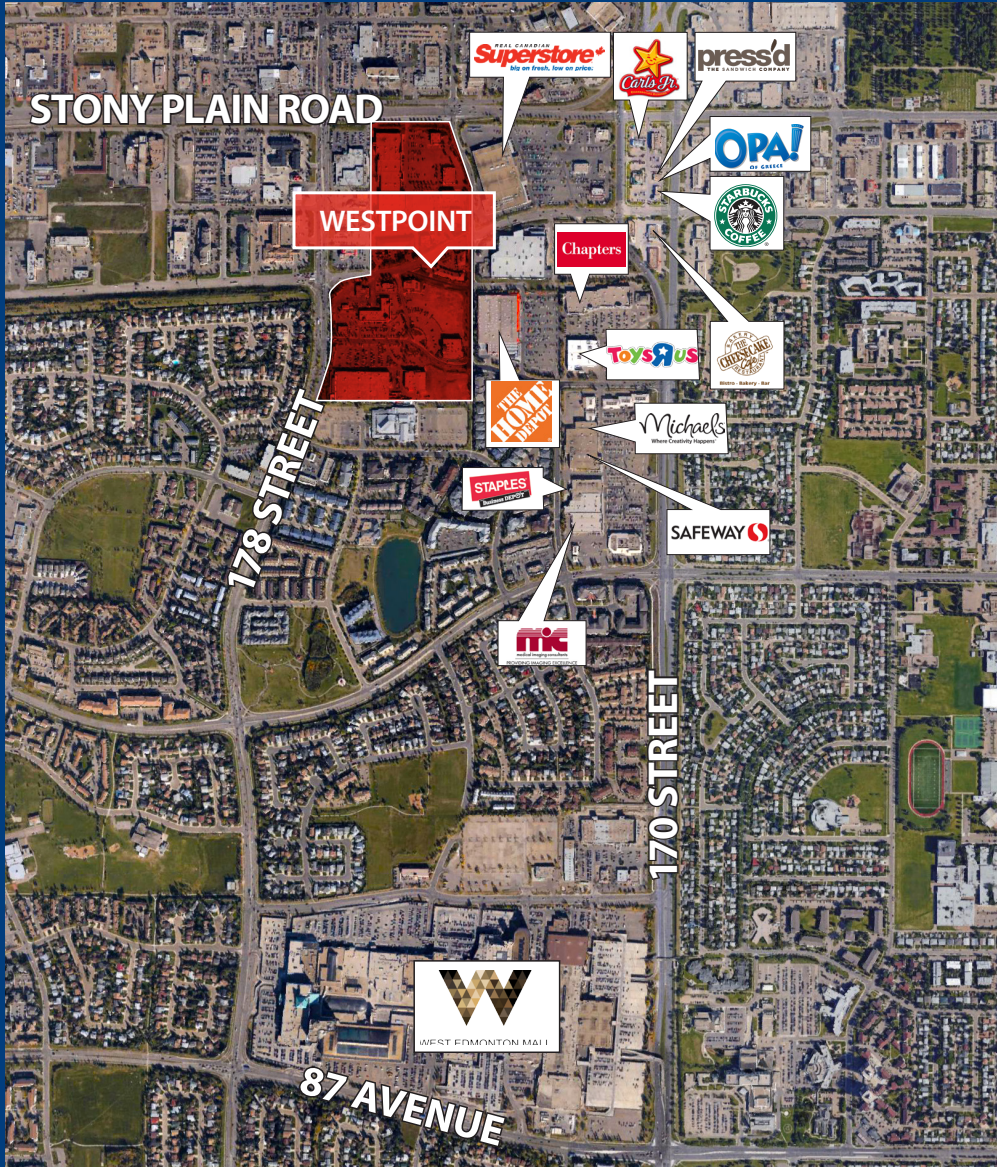 REAL CANADIAN
Superstore
big on fresh, low on price.
Carl's Jr.
press'd
THE SANDWICH COMPANY
STONY PLAIN ROAD
OPA!
OF GREECE
STARBUCKS
COFFEE
WESTPOINT
Chapters
TOYS R US
THE
CHEESECAKE
Cafe
Bistro - Bakery - Bar
THE
HOME
DEPOT
Michaels
Where Creativity Happens
178 STREET
STAPLES
Business DEPOT
SAFEWAY
mic
medical imaging consultants
PROVIDING IMAGING EXCELLENCE
170 STREET
WEST EDMONTON MALL
87 AVENUE